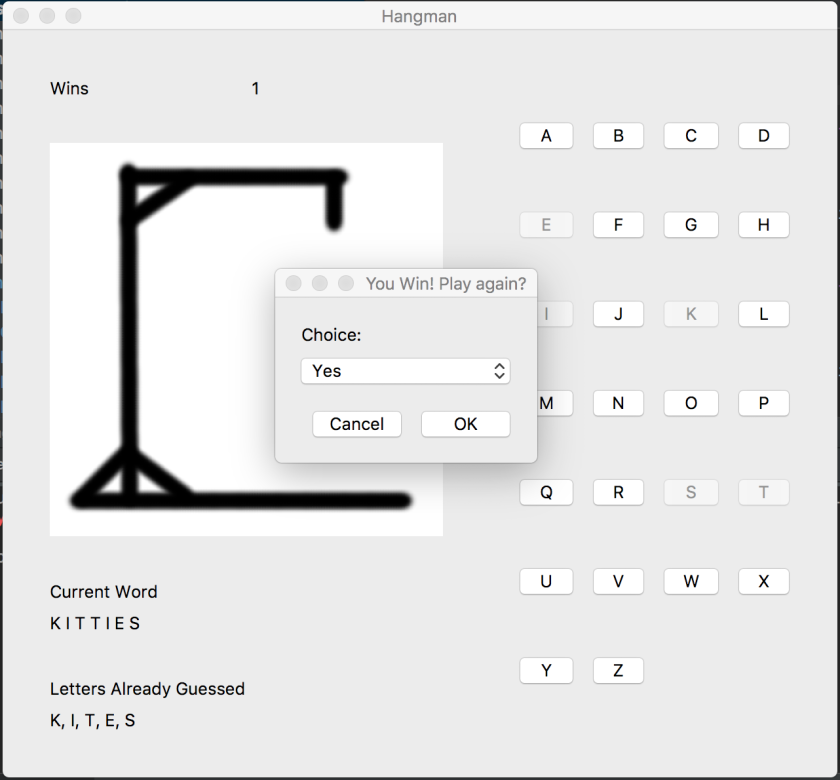 Hangman
Wins 1
A B C D
E F G H
You Win! Play again?
I J K L
Choice:
Yes
M N O P
Cancel OK
Q R S T
Current Word
K I T T I E S
U V W X
Letters Already Guessed
K, I, T, E, S
Y Z